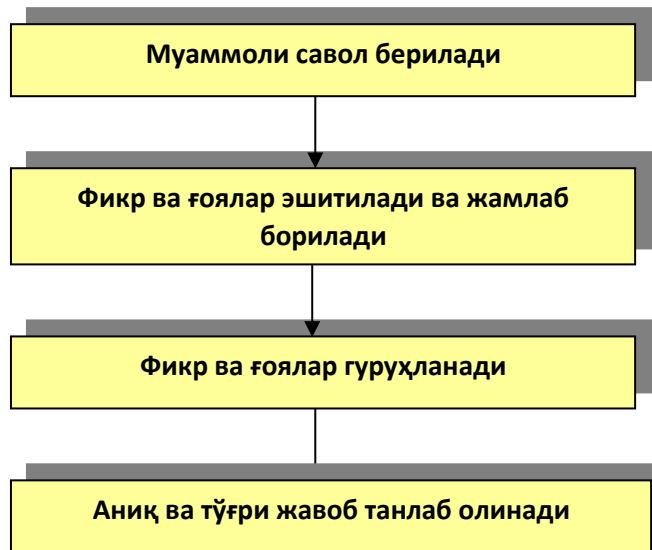 Муаммоли савол берилади
Фикр ва ғоялар эшитилади ва жамлаб
борилади
Фикр ва ғоялар гуруҳланади
Аниқ ва тўғри жавоб танлаб олинади